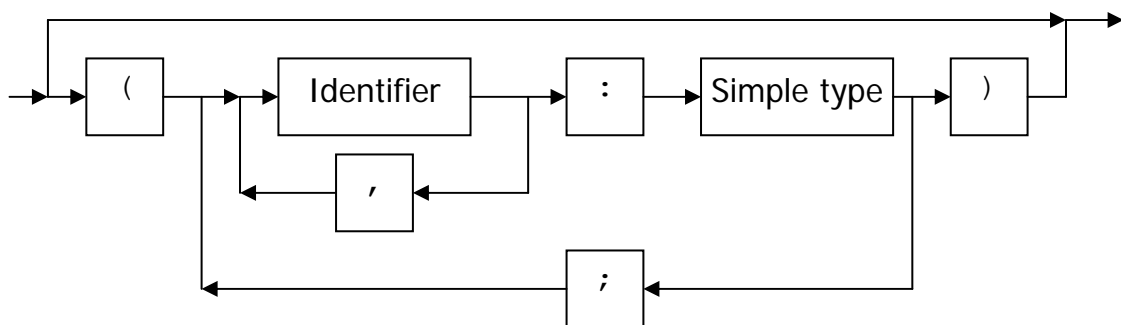 ( Identifier : Simple type )
,
;